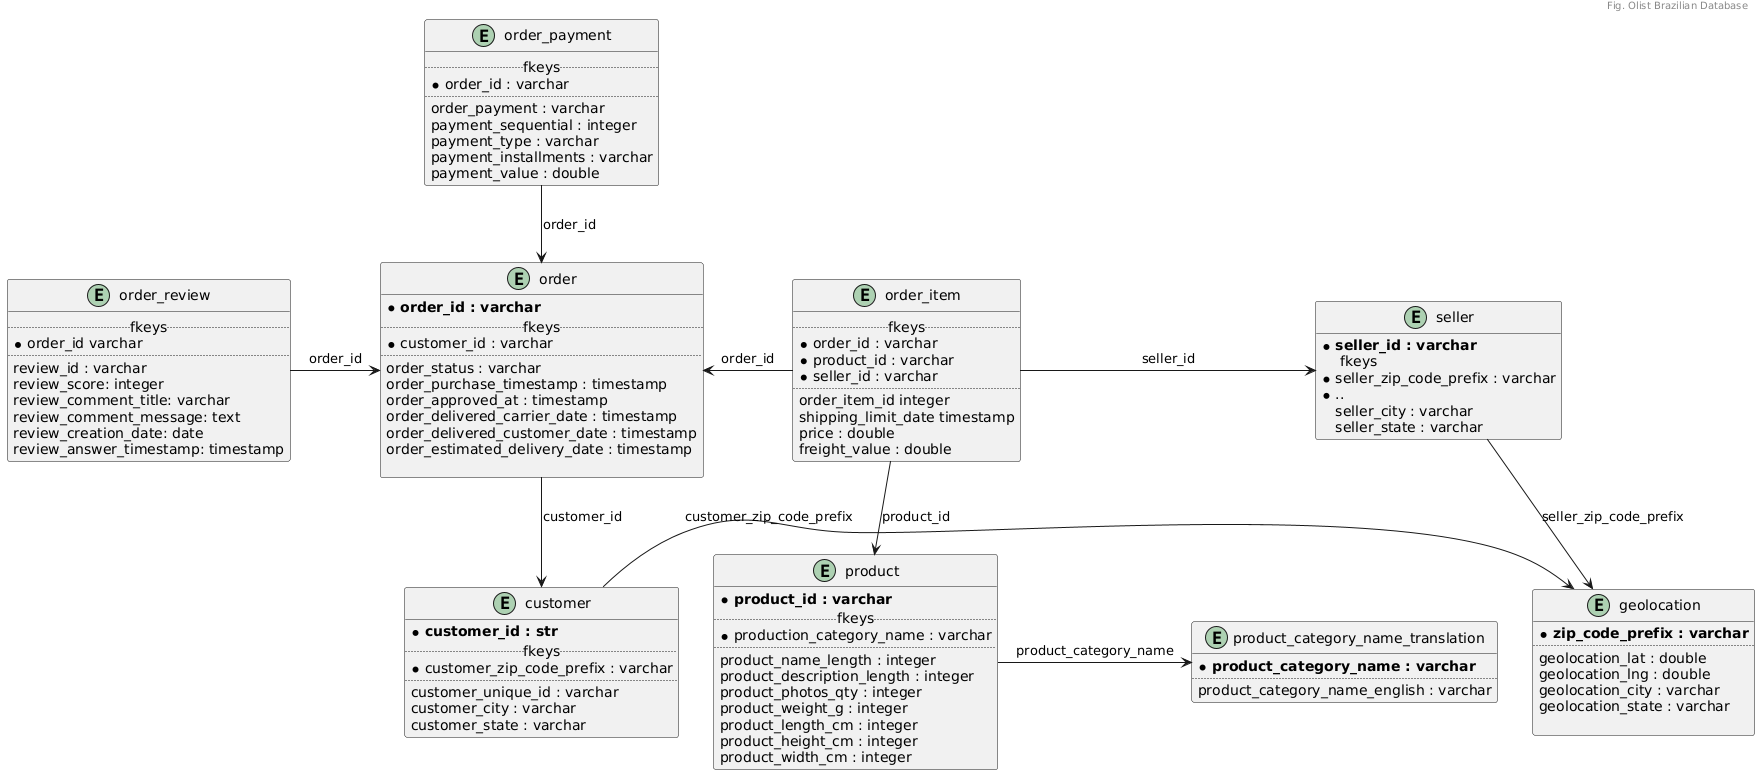 Fig. Olist Brazilian Database
E order_payment
fkeys
* order_id : varchar
order_payment : varchar
payment_sequential : integer
payment_type : varchar
payment_installments : varchar
payment_value : double
order_id
E order_review
fkeys
* order_id varchar
review_id : varchar
review_score: integer
review_comment_title: varchar
review_comment_message: text
review_creation_date: date
review_answer_timestamp: timestamp
order_id
E order
* order_id : varchar
fkeys
* customer_id : varchar
order_status : varchar
order_purchase_timestamp : timestamp
order_approved_at : timestamp
order_delivered_carrier_date : timestamp
order_delivered_customer_date : timestamp
order_estimated_delivery_date : timestamp
order_id
E order_item
fkeys
* order_id : varchar
* product_id : varchar
* seller_id : varchar
order_item_id integer
shipping_limit_date timestamp
price : double
freight_value : double
seller_id
E seller
* seller_id : varchar
fkeys
* seller_zip_code_prefix : varchar
* ..
seller_city : varchar
seller_state : varchar
customer_id
customer_zip_code_prefix
product_id
seller_zip_code_prefix
E customer
* customer_id : str
fkeys
* customer_zip_code_prefix : varchar
customer_unique_id : varchar
customer_city : varchar
customer_state : varchar
E product
* product_id : varchar
fkeys
* production_category_name : varchar
product_name_length : integer
product_description_length : integer
product_photos_qty : integer
product_weight_g : integer
product_length_cm : integer
product_height_cm : integer
product_width_cm : integer
product_category_name
E product_category_name_translation
* product_category_name : varchar
product_category_name_english : varchar
E geolocation
* zip_code_prefix : varchar
geolocation_lat : double
geolocation_lng : double
geolocation_city : varchar
geolocation_state : varchar